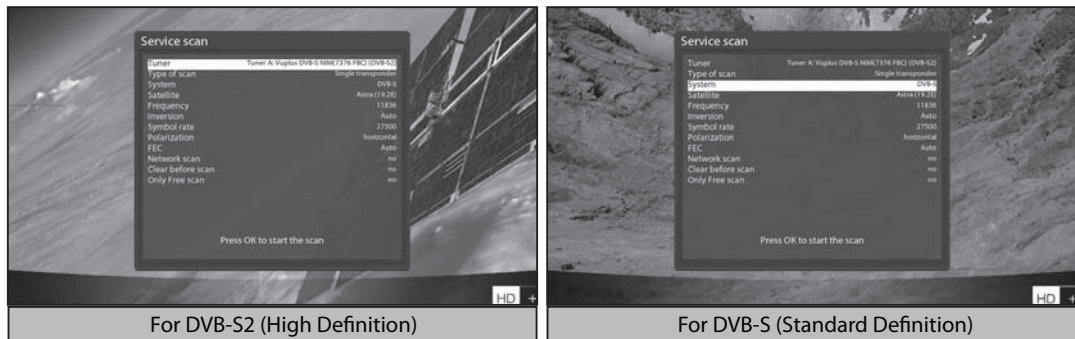 Service scan
Tuner Tuner A: Vuplus DVB-S NIM(7376 FBC) (DVB-S2)
Type of scan Single transponder
System DVB-S
Satellite Astra (19.2E)
Frequency 11836
Inversion Auto
Symbol rate 27500
Polarization horizontal
FEC Auto
Network scan no
Clear before scan no
Only Free scan no
Press OK to start the scan
HD +
For DVB-S2 (High Definition)
Service scan
Tuner Tuner A: Vuplus DVB-S NIM(7376 FBC) (DVB-S2)
Type of scan Single transponder
System DVB-S
Satellite Astra (19.2E)
Frequency 11836
Inversion Auto
Symbol rate 27500
Polarization horizontal
FEC Auto
Network scan no
Clear before scan no
Only Free scan no
Press OK to start the scan
HD +
For DVB-S (Standard Definition)